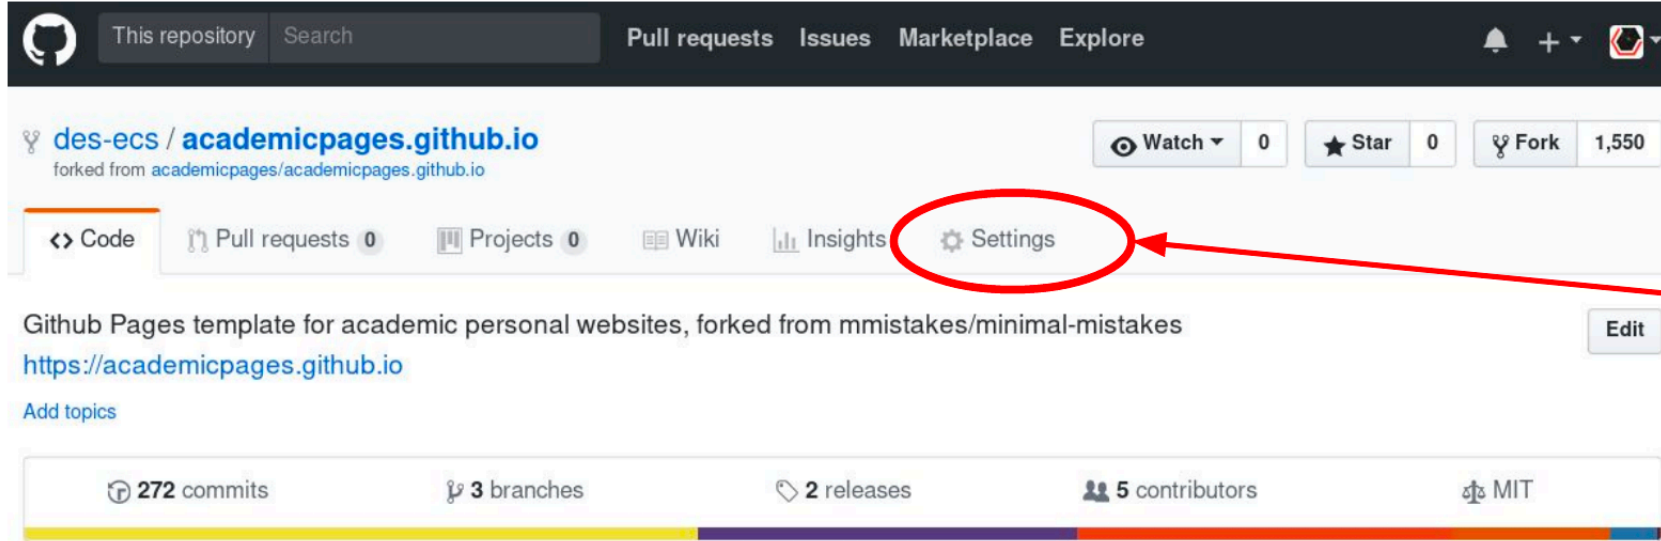 This repository Search Pull requests Issues Marketplace Explore
des-ecs / academicpages.github.io Watch 0 Star 0 Fork 1,550
forked from academicpages/academicpages.github.io
Code Pull requests 0 Projects 0 Wiki Insights Settings
Github Pages template for academic personal websites, forked from mmistakes/minimal-mistakes Edit
https://academicpages.github.io
Add topics
272 commits 3 branches 2 releases 5 contributors MIT